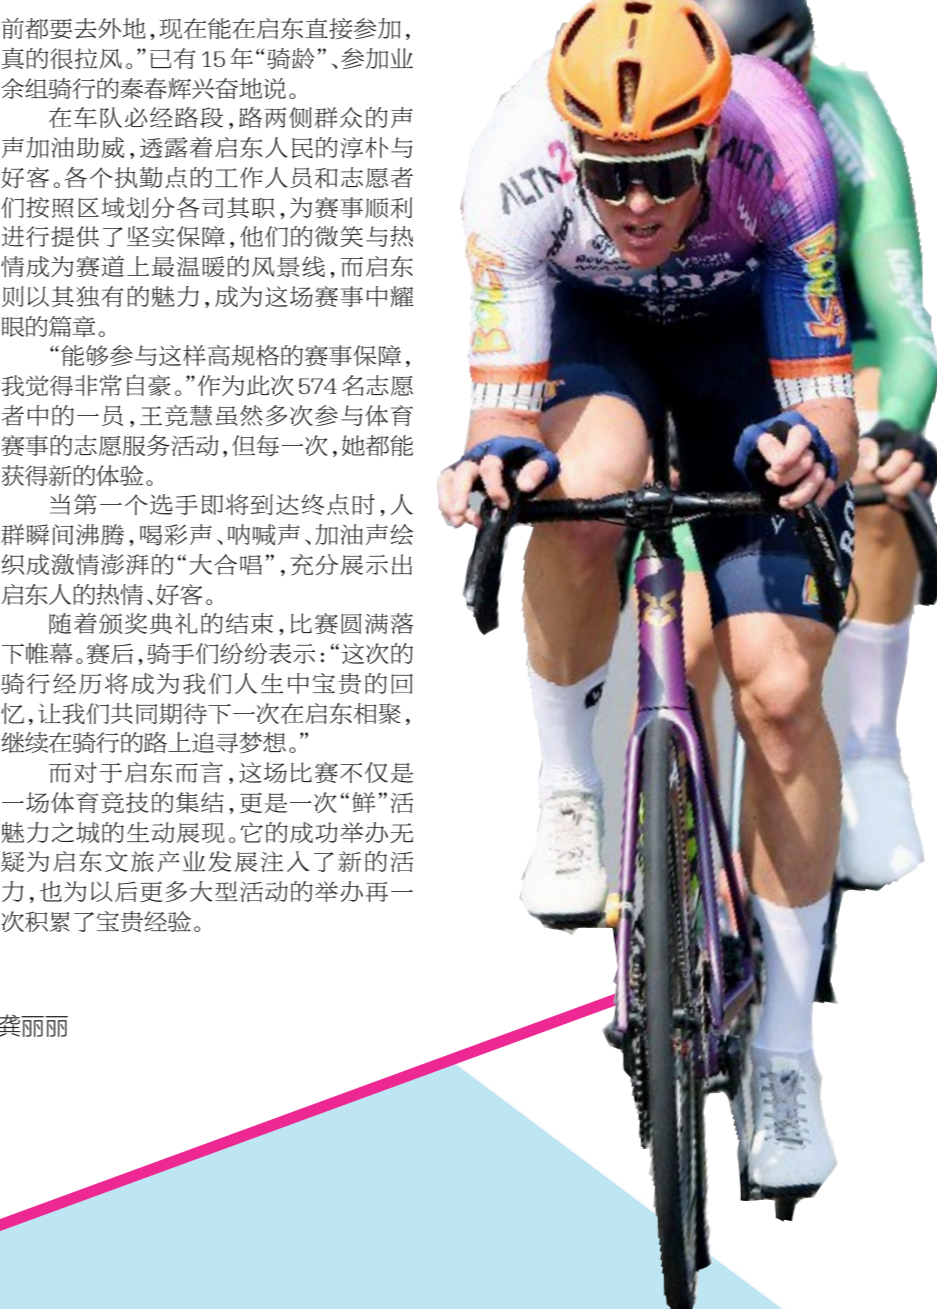 前都要去外地,现在能在启东直接参加,
真的很拉风。”已有15年“骑龄”、参加业
余组骑行的秦春辉兴奋地说。
在车队必经路段,路两侧群众的声
声加油助威,透露着启东人民的淳朴与
好客。各个执勤点的工作人员和志愿者
们按照区域划分各司其职,为赛事顺利
进行提供了坚实保障,他们的微笑与热
情成为赛道上最温暖的风景线,而启东
则以其独有的魅力,成为这场赛事中耀
眼的篇章。
“能够参与这样高规格的赛事保障,
我觉得非常自豪。”作为此次574名志愿
者中的一员,王竞慧虽然多次参与体育
赛事的志愿服务活动,但每一次,她都能
获得新的体验。
当第一个选手即将到达终点时,人
群瞬间沸腾,喝彩声、呐喊声、加油声绘
织成激情澎湃的“大合唱”,充分展示出
启东人的热情、好客。
随着颁奖典礼的结束,比赛圆满落
下帷幕。赛后,骑手们纷纷表示:“这次的
骑行经历将成为我们人生中宝贵的回
忆,让我们共同期待下一次在启东相聚,
继续在骑行的路上追寻梦想。”
而对于启东而言,这场比赛不仅是
一场体育竞技的集结,更是一次“鲜”活
魅力之城的生动展现。它的成功举办无
疑为启东文旅产业发展注入了新的活
力,也为以后更多大型活动的举办再一
次积累了宝贵经验。
龚丽丽